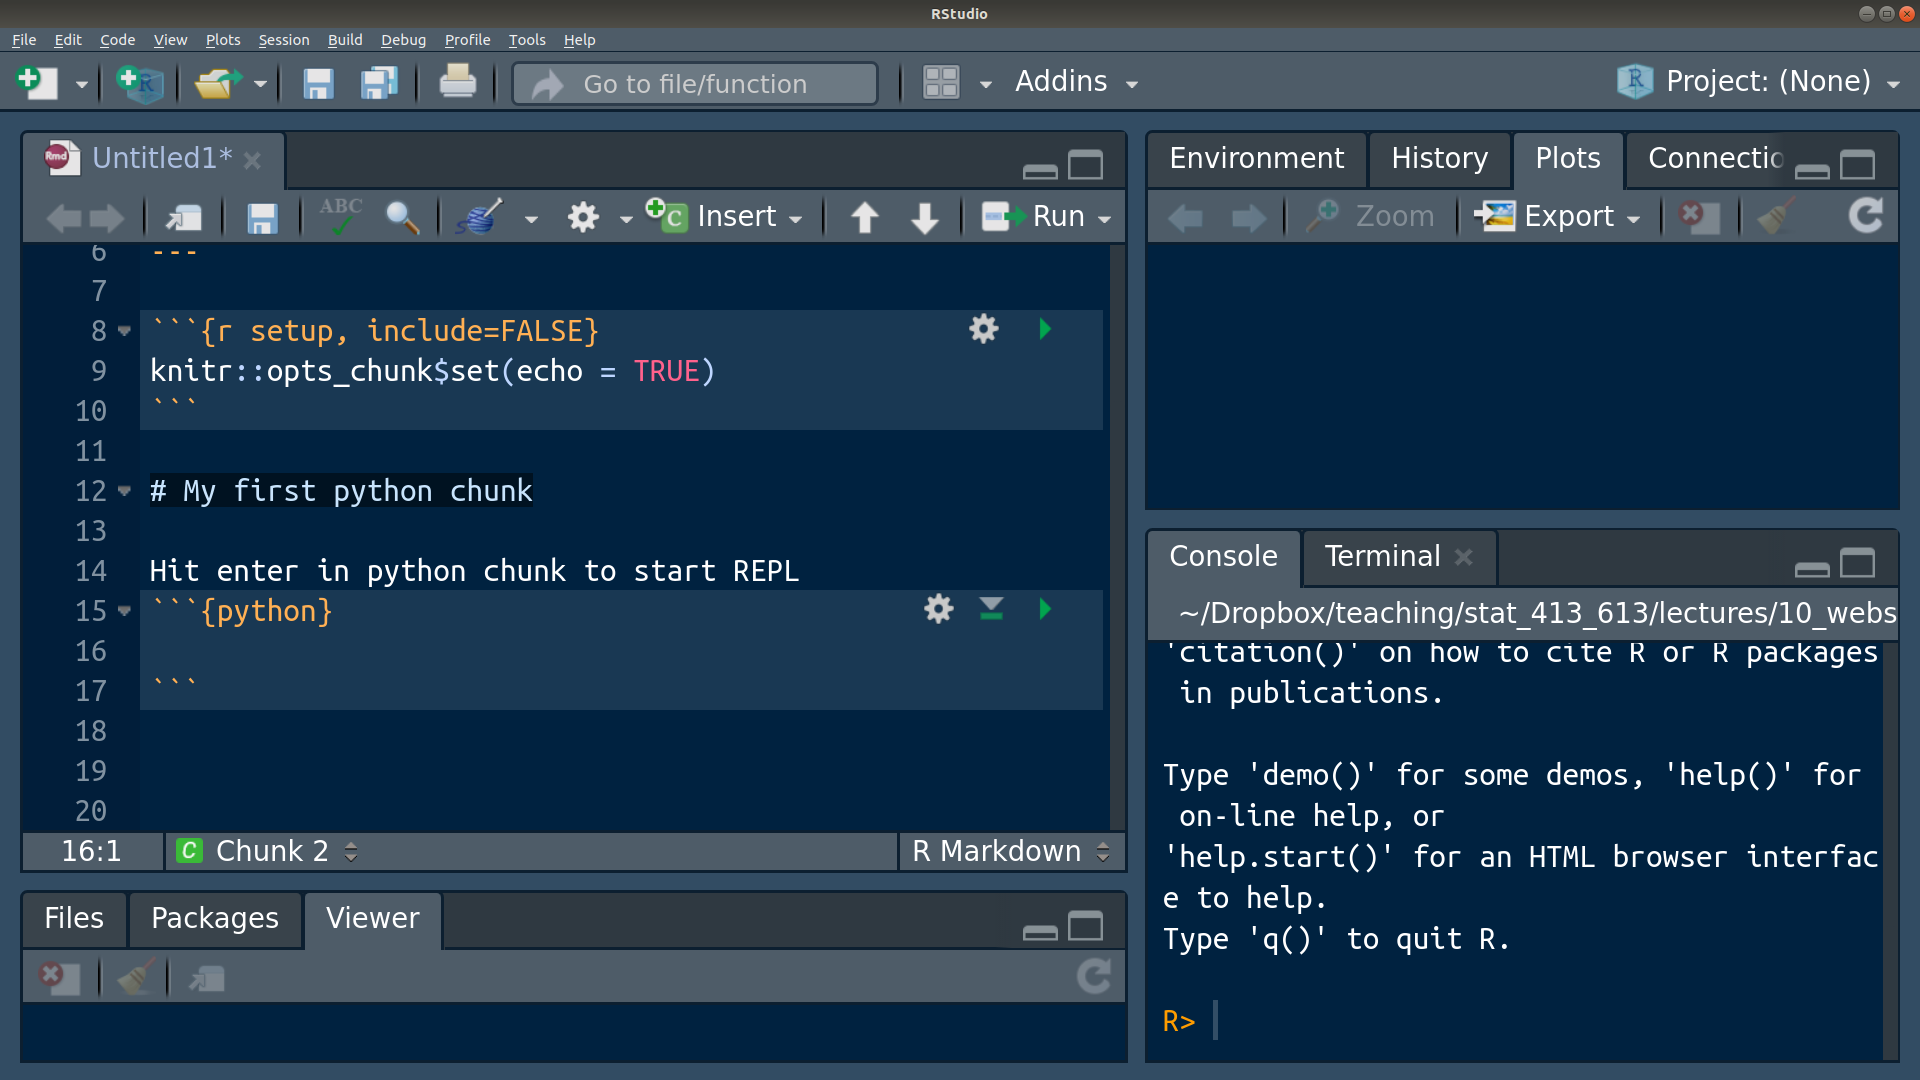 RStudio
File Edit Code View Plots Session Build Debug Profile Tools Help
R Go to file/function Addins R Project: (None)
Rmd Untitled1*
ABC C Insert Run
6 ---
7
8 ```{r setup, include=FALSE}
9 knitr::opts_chunk$set(echo = TRUE)
10 ```
11
12 # My first python chunk
13
14 Hit enter in python chunk to start REPL
15 ```{python}
16
17 ```
18
19
20
16:1 C Chunk 2 R Markdown
Files Packages Viewer
Environment History Plots Connectio
Zoom Export
Console Terminal
~/Dropbox/teaching/stat_413_613/lectures/10_webs
'citation()' on how to cite R or R packages
in publications.
Type 'demo()' for some demos, 'help()' for
on-line help, or
'help.start()' for an HTML browser interfac
e to help.
Type 'q()' to quit R.
R>